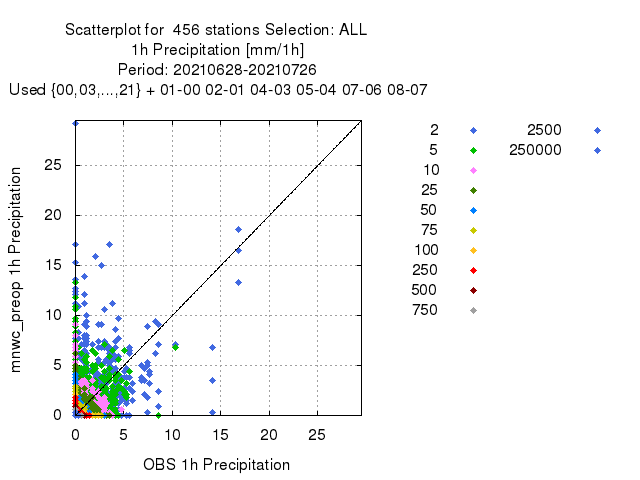 Scatterplot for 456 stations Selection: ALL
1h Precipitation [mm/1h]
Period: 20210628-20210726
Used {00,03,...,21} + 01-00 02-01 04-03 05-04 07-06 08-07
mnwc_preop 1h Precipitation
25
20
15
10
5
0
0 5 10 15 20 25
OBS 1h Precipitation
2 2500
5 250000
10
25
50
75
100
250
500
750